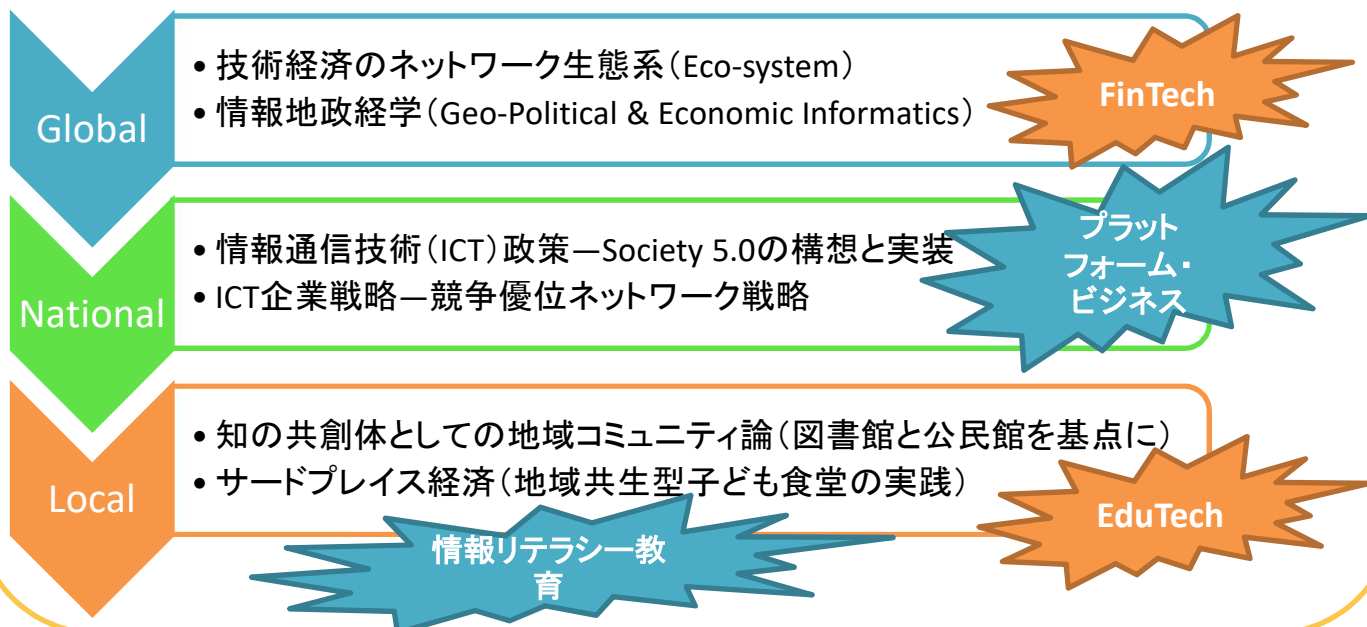 Global
• 技術経済のネットワーク生態系（Eco-system）
• 情報地政経学（Geo-Political & Economic Informatics）
FinTech
National
• 情報通信技術（ICT）政策―Society 5.0の構想と実装
• ICT企業戦略―競争優位ネットワーク戦略
プラット
フォーム・
ビジネス
Local
• 知の共創体としての地域コミュニティ論（図書館と公民館を基点に）
• サードプレイス経済（地域共生型子ども食堂の実践）
EduTech
情報リテラシー教
育